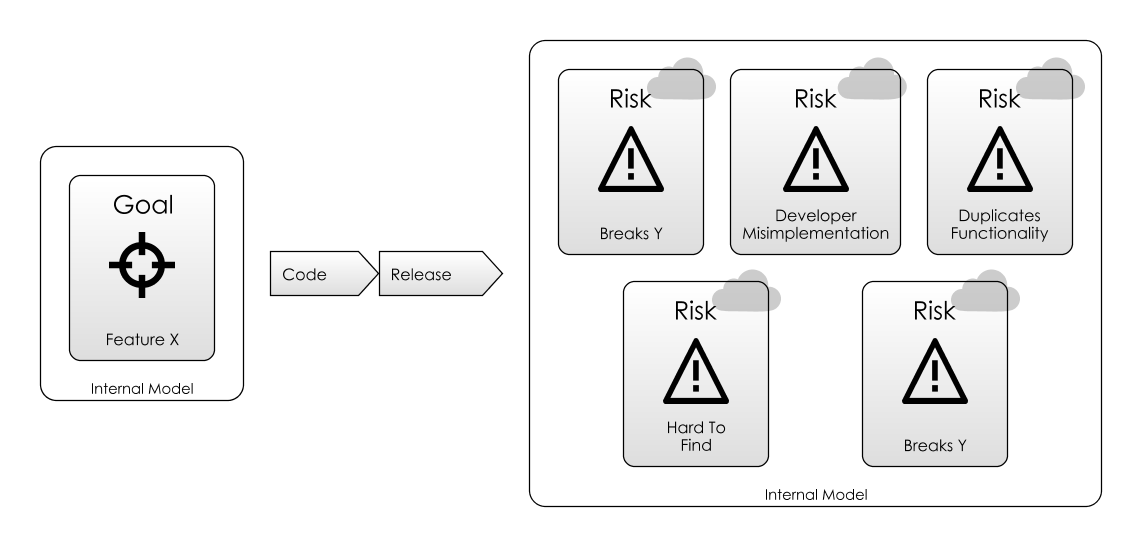 Goal
Feature X
Internal Model
Code
Release
Risk
Breaks Y
Risk
Developer
Misimplementation
Risk
Duplicates
Functionality
Risk
Hard To
Find
Risk
Breaks Y
Internal Model